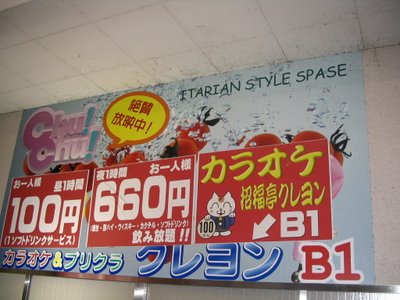 Chu!
Chu!
絶賛
放映中!
ITARIAN STYLE SPASE
お一人様 昼1時間
100円
(1ソフトドリンクサービス)
夜1時間 お一人様
660円
飲み放題!!
カラオケ
招福亭クレヨン
100
B1
カラオケ&プリクラ クレヨン B1